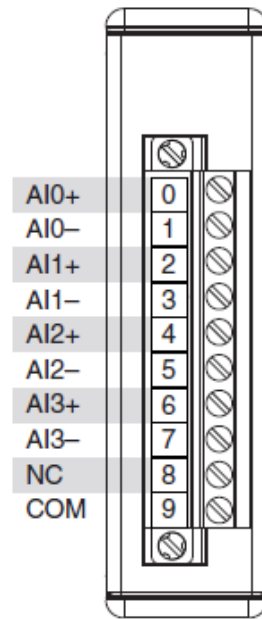 AI0+ 0
AI0– 1
AI1+ 2
AI1– 3
AI2+ 4
AI2– 5
AI3+ 6
AI3– 7
NC 8
COM 9